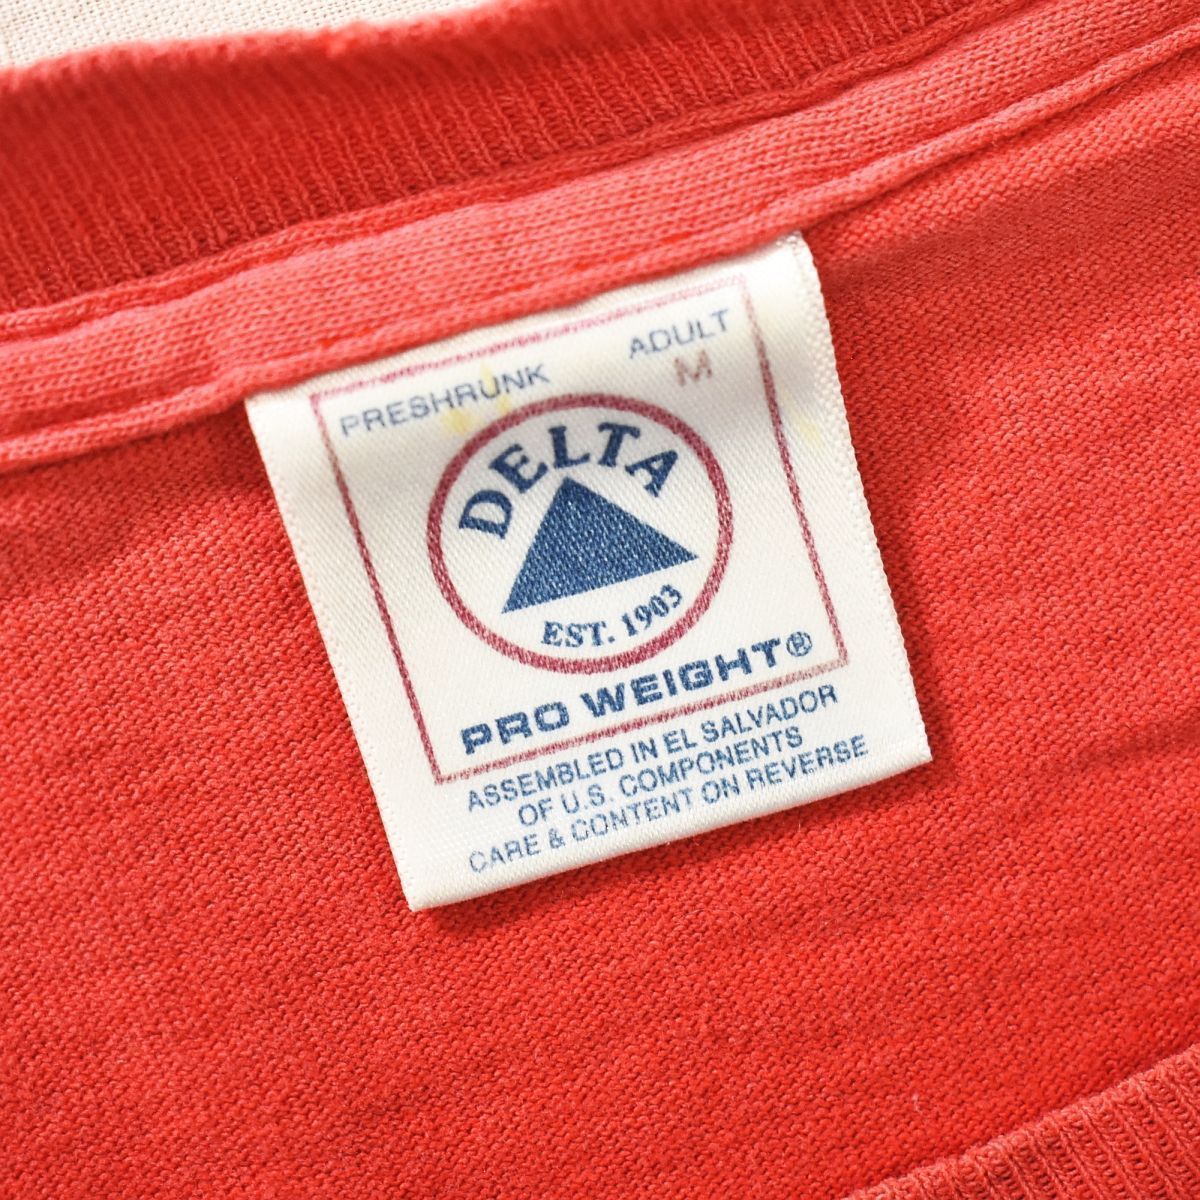 PRESHRUNK
ADULT
M
DELTA
EST. 1903
PRO WEIGHT®
ASSEMBLED IN EL SALVADOR
OF U.S. COMPONENTS
CARE & CONTENT ON REVERSE